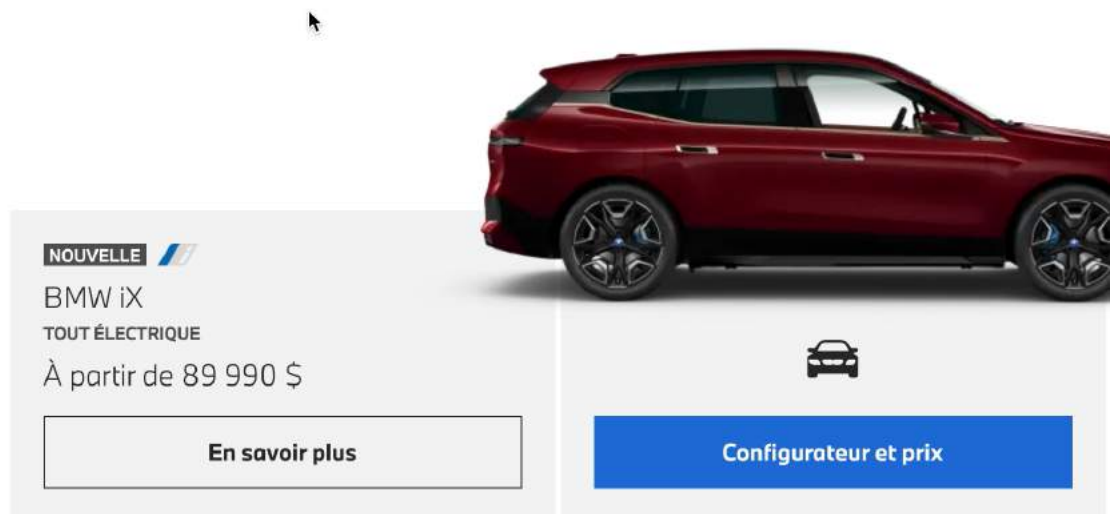 NOUVELLE
BMW iX
TOUT ÉLECTRIQUE
À partir de 89 990 $
En savoir plus
Configurateur et prix